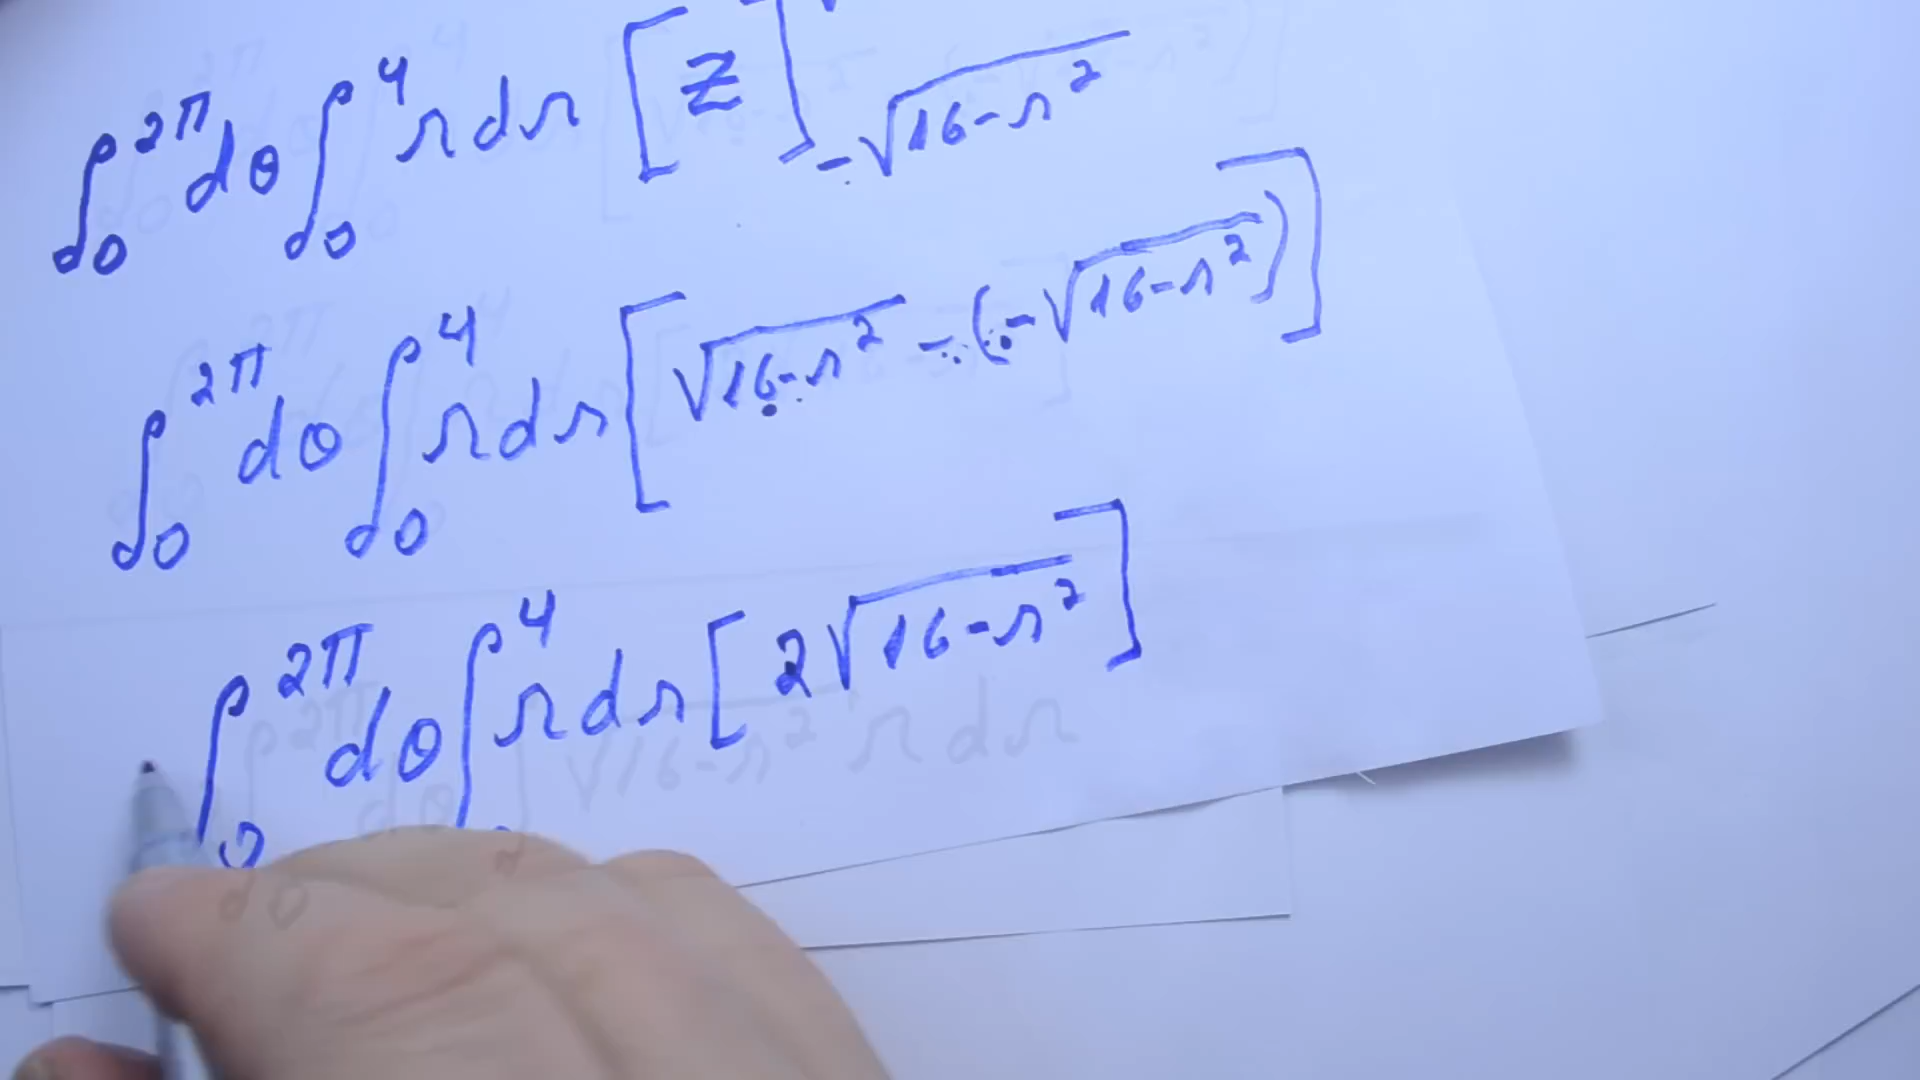 ∫₀^2π dθ ∫₀^4 r dr [z]_-√(16-r²)
∫₀^2π dθ ∫₀^4 r dr [√(16-r²) - (-√(16-r²))]
∫₀^2π dθ ∫^4 r dr [2√(16-r²)]